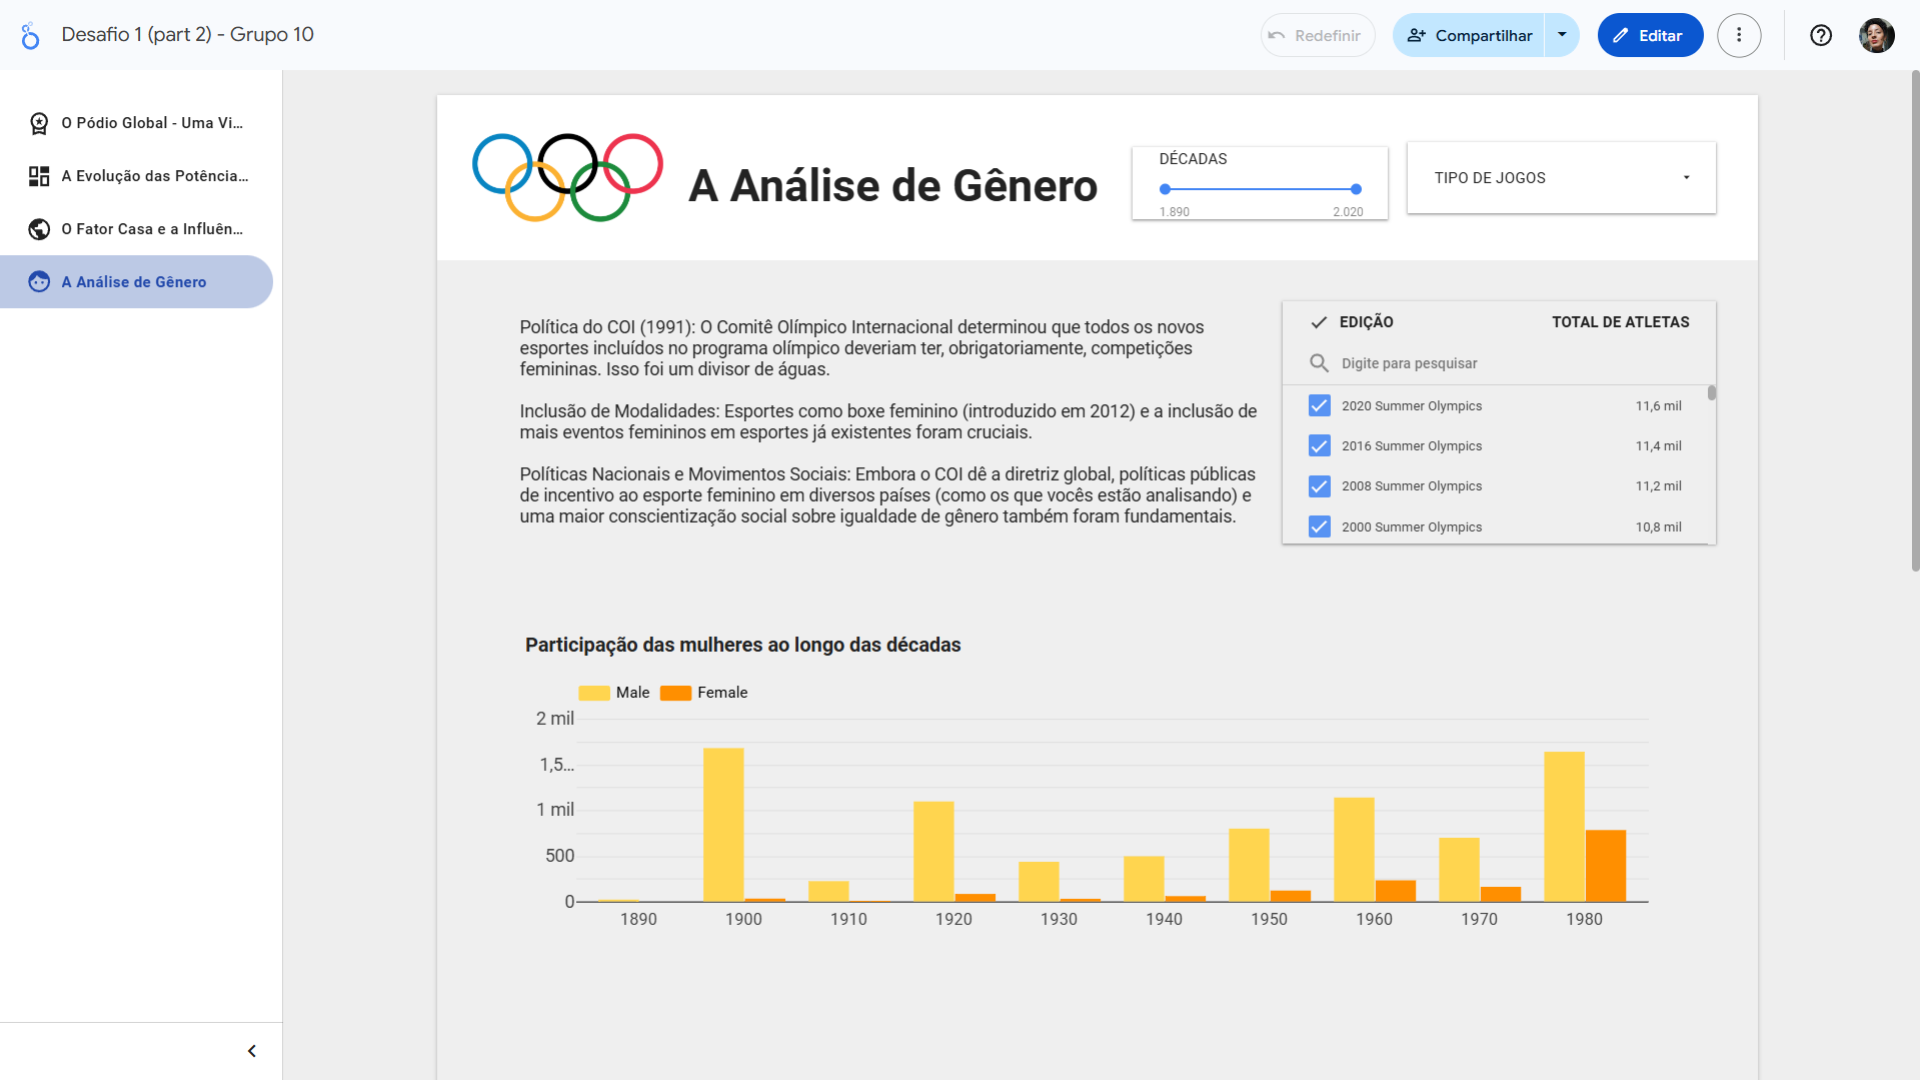 Desafio 1 (part 2) - Grupo 10
Redefinir
Compartilhar
Editar
O Pódio Global - Uma Vi...
A Evolução das Potência...
O Fator Casa e a Influên...
A Análise de Gênero
A Análise de Gênero
DÉCADAS
1.890 2.020
TIPO DE JOGOS
Política do COI (1991): O Comitê Olímpico Internacional determinou que todos os novos
esportes incluídos no programa olímpico deveriam ter, obrigatoriamente, competições
femininas. Isso foi um divisor de águas.
Inclusão de Modalidades: Esportes como boxe feminino (introduzido em 2012) e a inclusão de
mais eventos femininos em esportes já existentes foram cruciais.
Políticas Nacionais e Movimentos Sociais: Embora o COI dê a diretriz global, políticas públicas
de incentivo ao esporte feminino em diversos países (como os que vocês estão analisando) e
uma maior conscientização social sobre igualdade de gênero também foram fundamentais.
EDIÇÃO TOTAL DE ATLETAS
Digite para pesquisar
2020 Summer Olympics 11,6 mil
2016 Summer Olympics 11,4 mil
2008 Summer Olympics 11,2 mil
2000 Summer Olympics 10,8 mil
Participação das mulheres ao longo das décadas
Male Female
2 mil
1,5...
1 mil
500
0
1890 1900 1910 1920 1930 1940 1950 1960 1970 1980